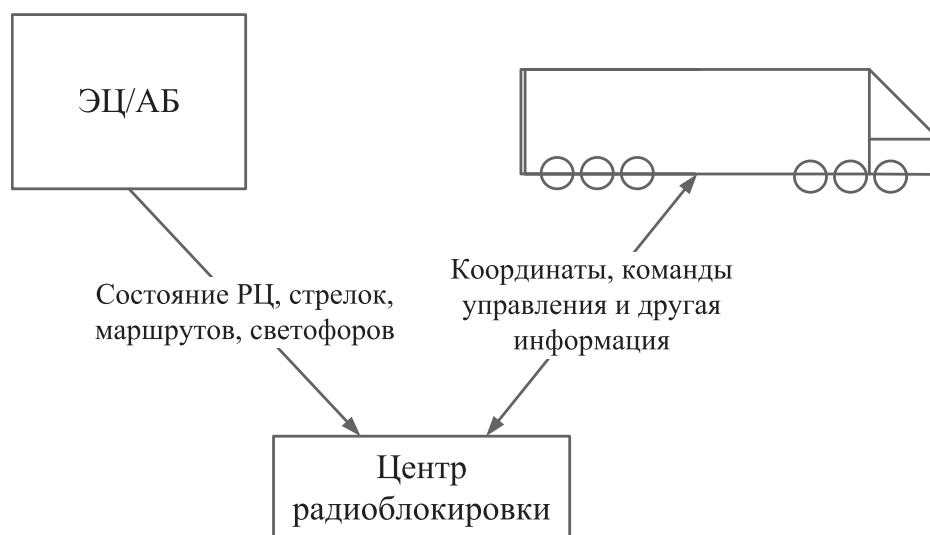 ЭЦ/АБ
Состояние РЦ, стрелок,
маршрутов, светофоров
Координаты, команды
управления и другая
информация
Центр
радиоблокировки